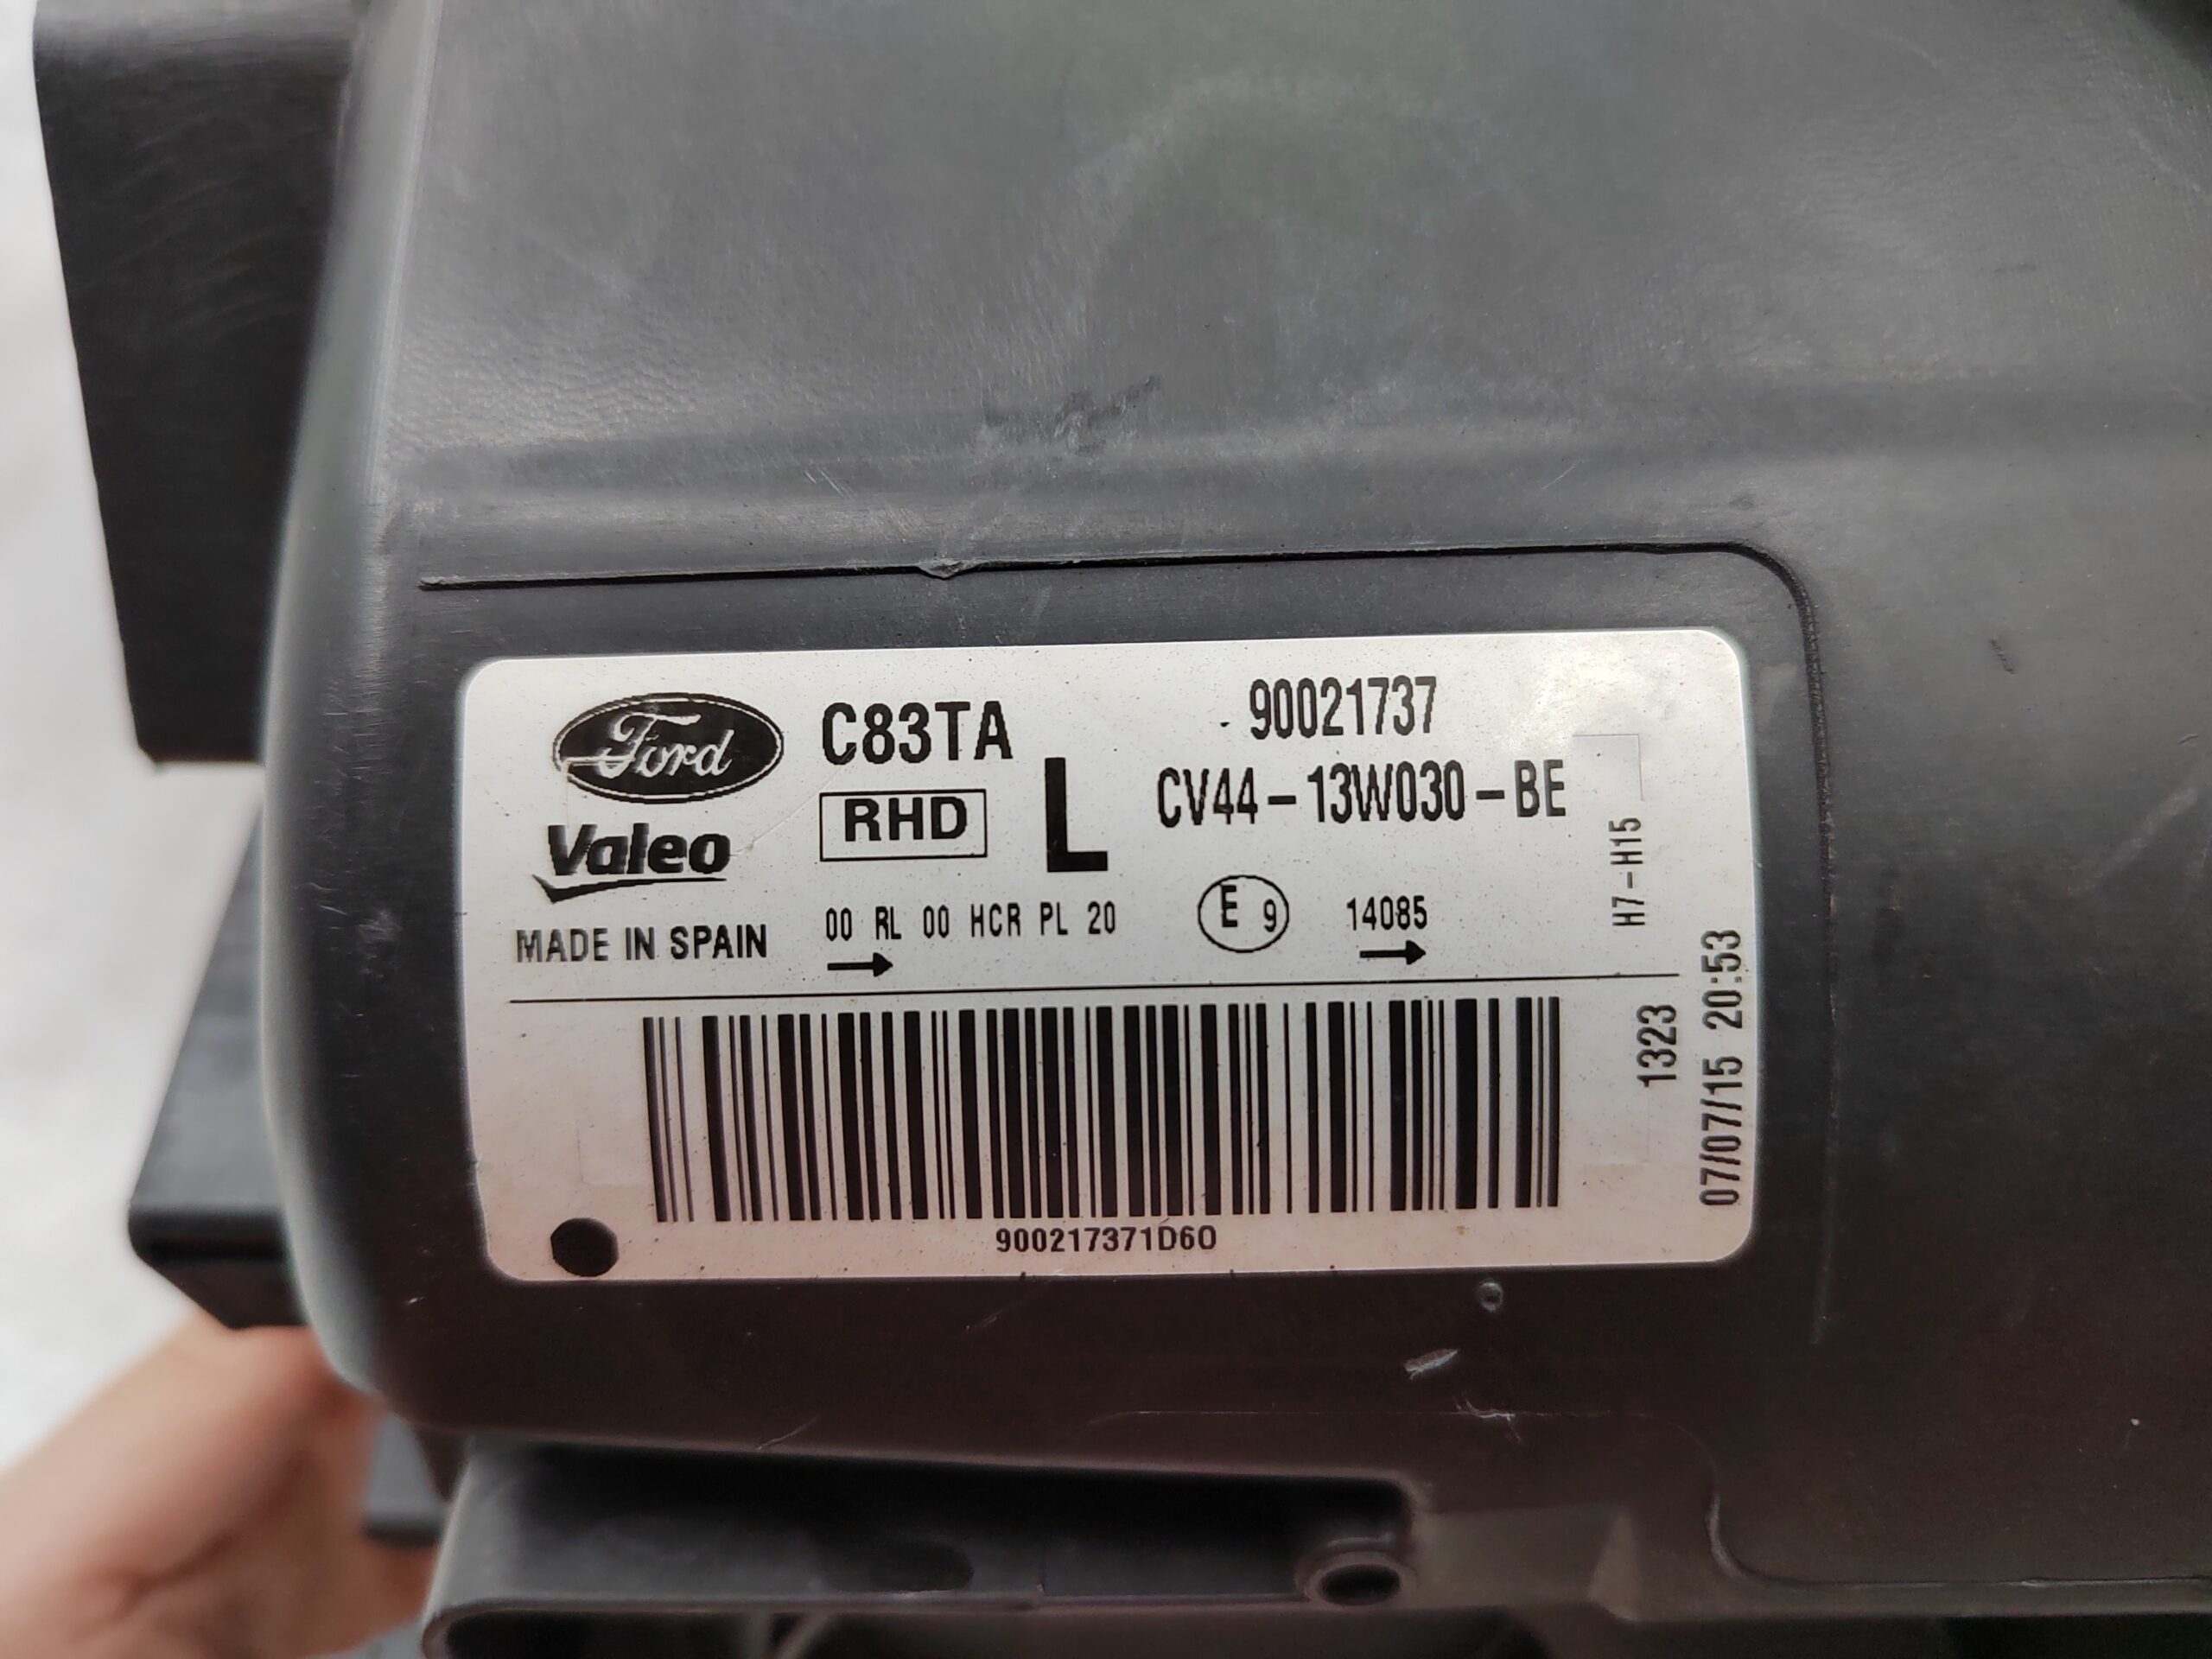 Ford
C83TA
90021737
RHD
L
CV44-13W030-BE
Valeo
H7-H15
MADE IN SPAIN
00 RL 00 HCR PL 20
E 9
14085
1323
07/07/15 20:53
900217371D60